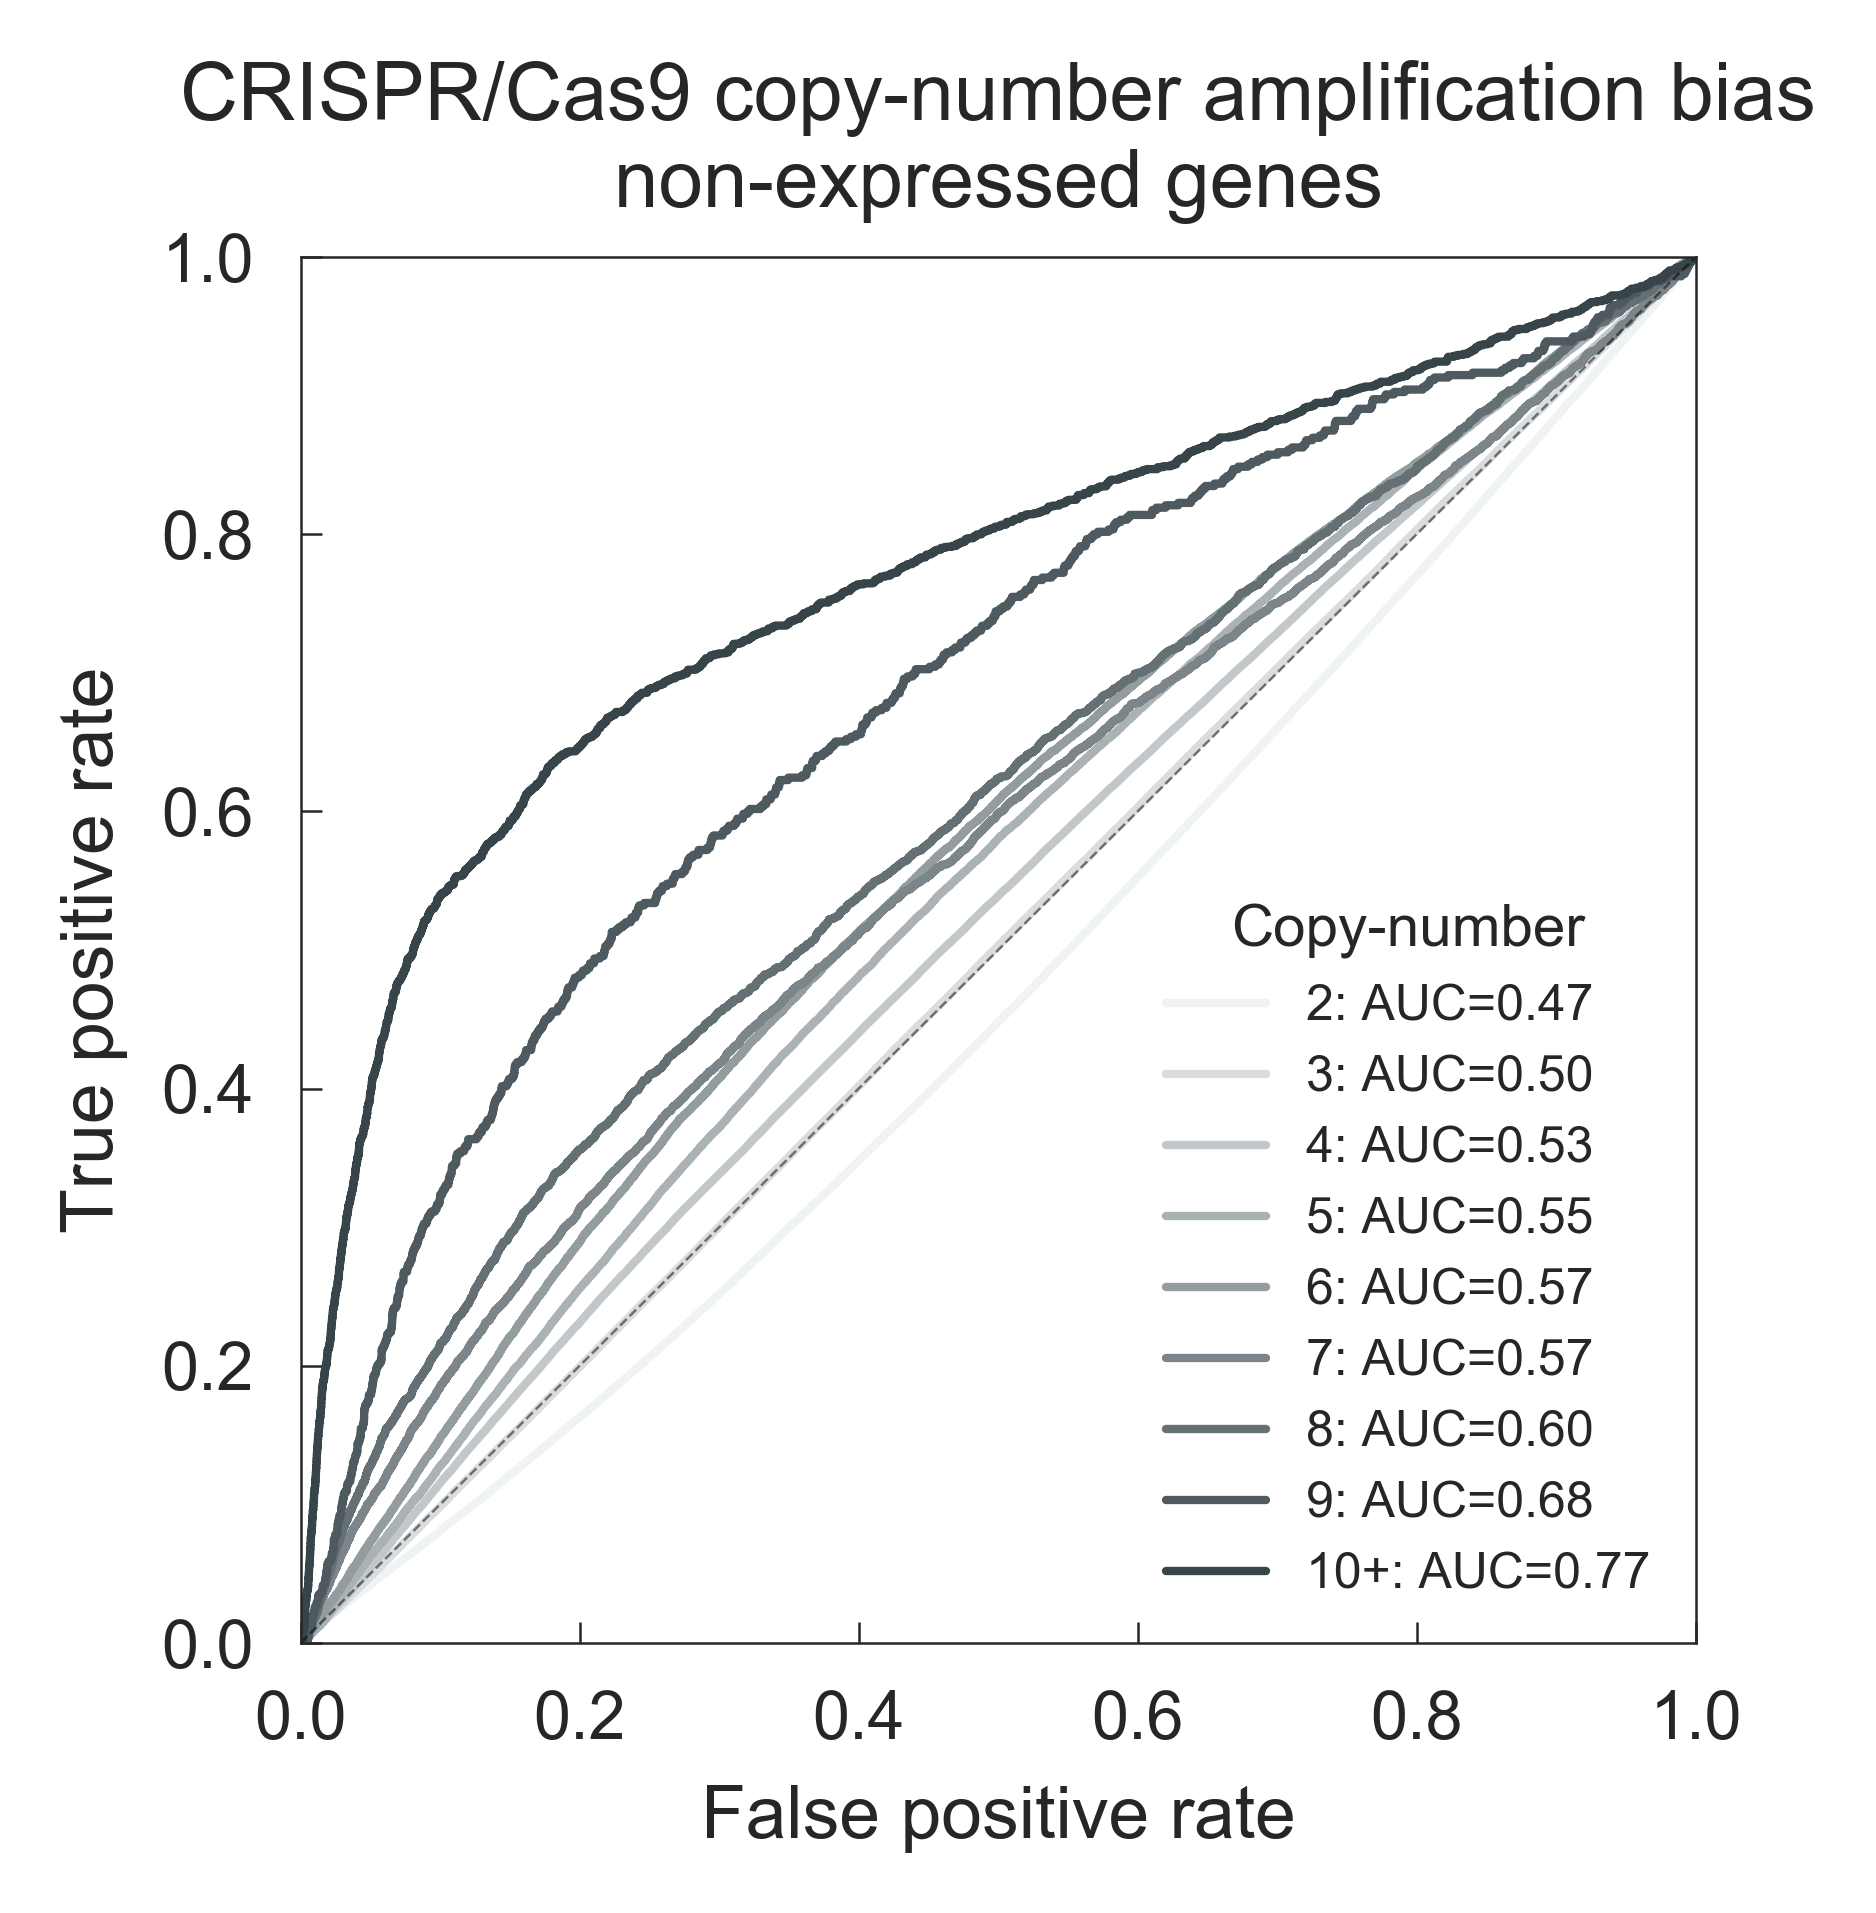 CRISPR/Cas9 copy-number amplification bias
non-expressed genes
1.0
0.8
0.6
0.4
0.2
0.0
True positive rate
Copy-number
2: AUC=0.47
3: AUC=0.50
4: AUC=0.53
5: AUC=0.55
6: AUC=0.57
7: AUC=0.57
8: AUC=0.60
9: AUC=0.68
10+: AUC=0.77
0.0 0.2 0.4 0.6 0.8 1.0
False positive rate